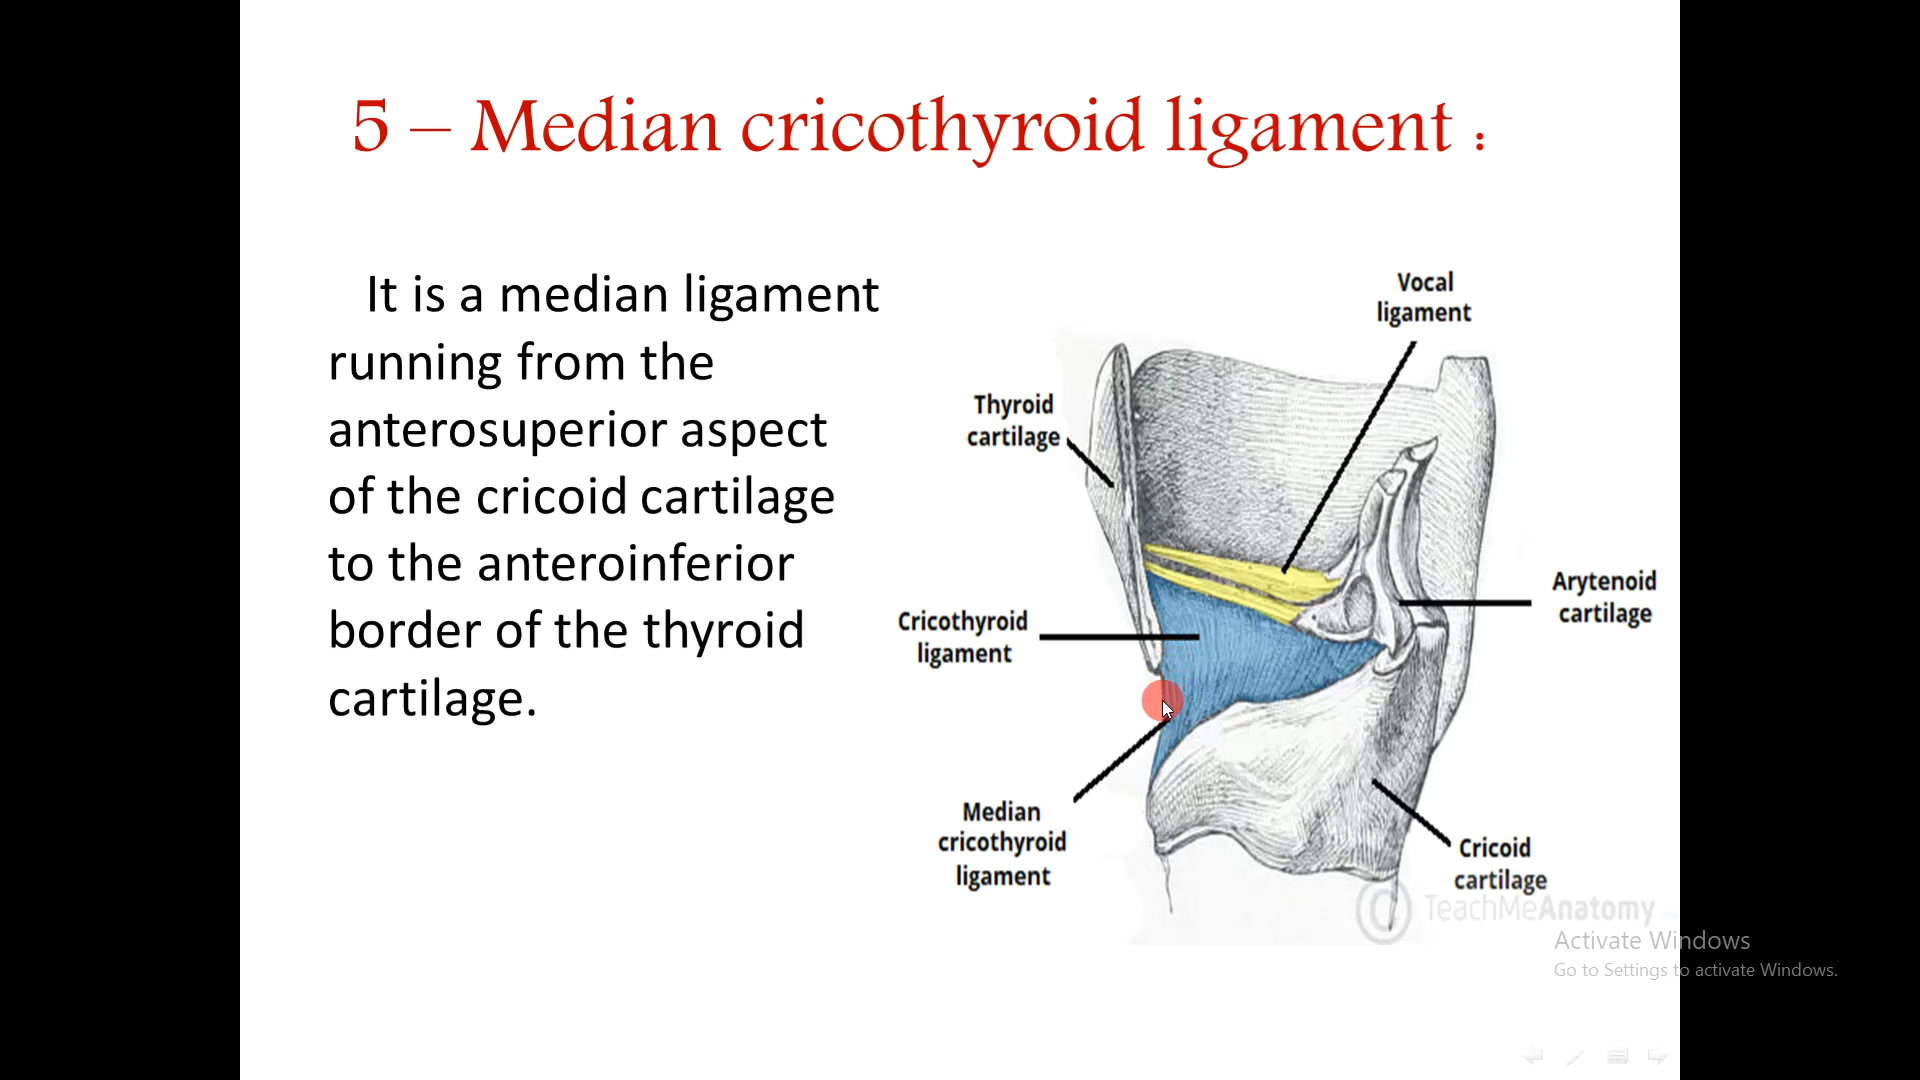 5 – Median cricothyroid ligament :
It is a median ligament
running from the
anterosuperior aspect
of the cricoid cartilage
to the anteroinferior
border of the thyroid
cartilage.
Vocal
ligament
Thyroid
cartilage
Arytenoid
cartilage
Cricothyroid
ligament
Median
cricothyroid
ligament
Cricoid
cartilage
© TeachMeAnatomy
Activate Windows
Go to Settings to activate Windows.